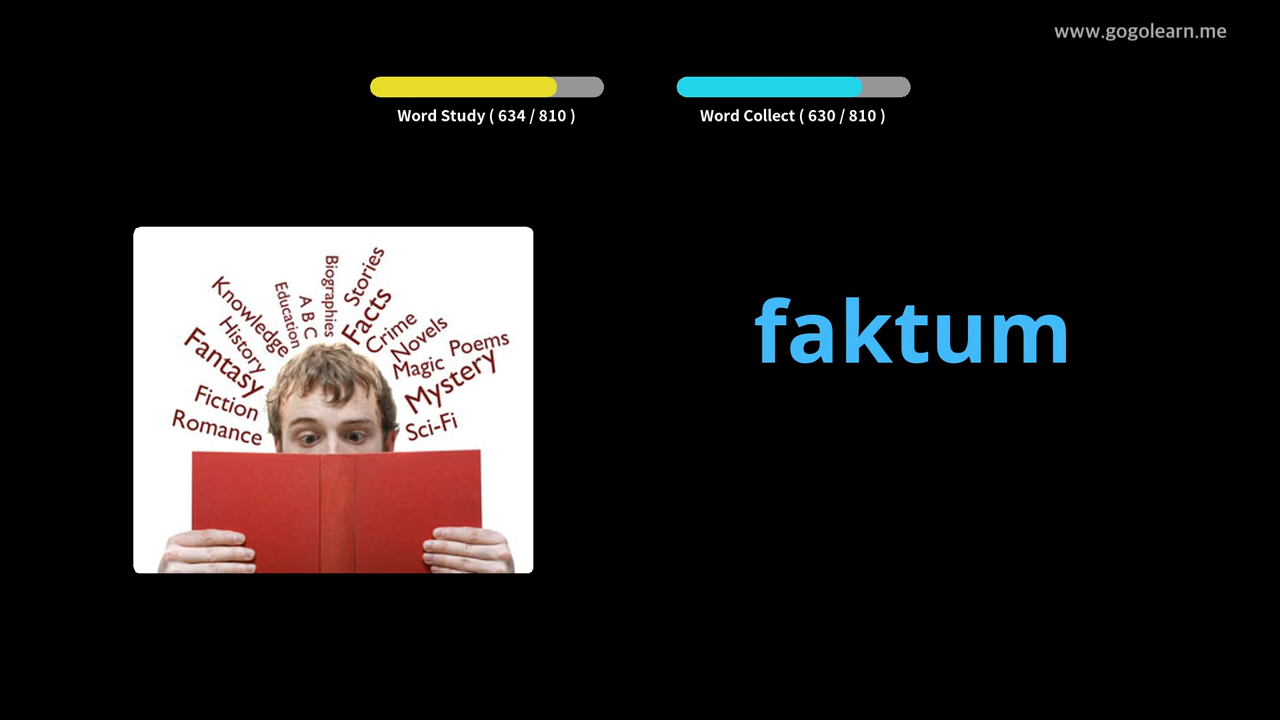 www.gogolearn.me
Word Study ( 634 / 810 )
Word Collect ( 630 / 810 )
faktum
Biographies
Stories
Education
A B C
Facts
Knowledge
Crime
History
Novels
Poems
Fantasy
Magic
Mystery
Fiction
Romance
Sci-Fi